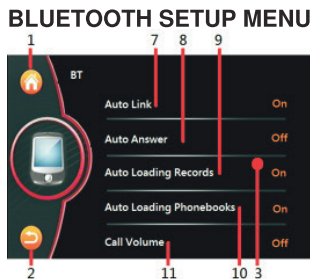 BLUETOOTH SETUP MENU
1 7 8 9
BT
Auto Link On
Auto Answer Off
Auto Loading Records On
Auto Loading Phonebooks On
Call Volume Off
2 11 10 3